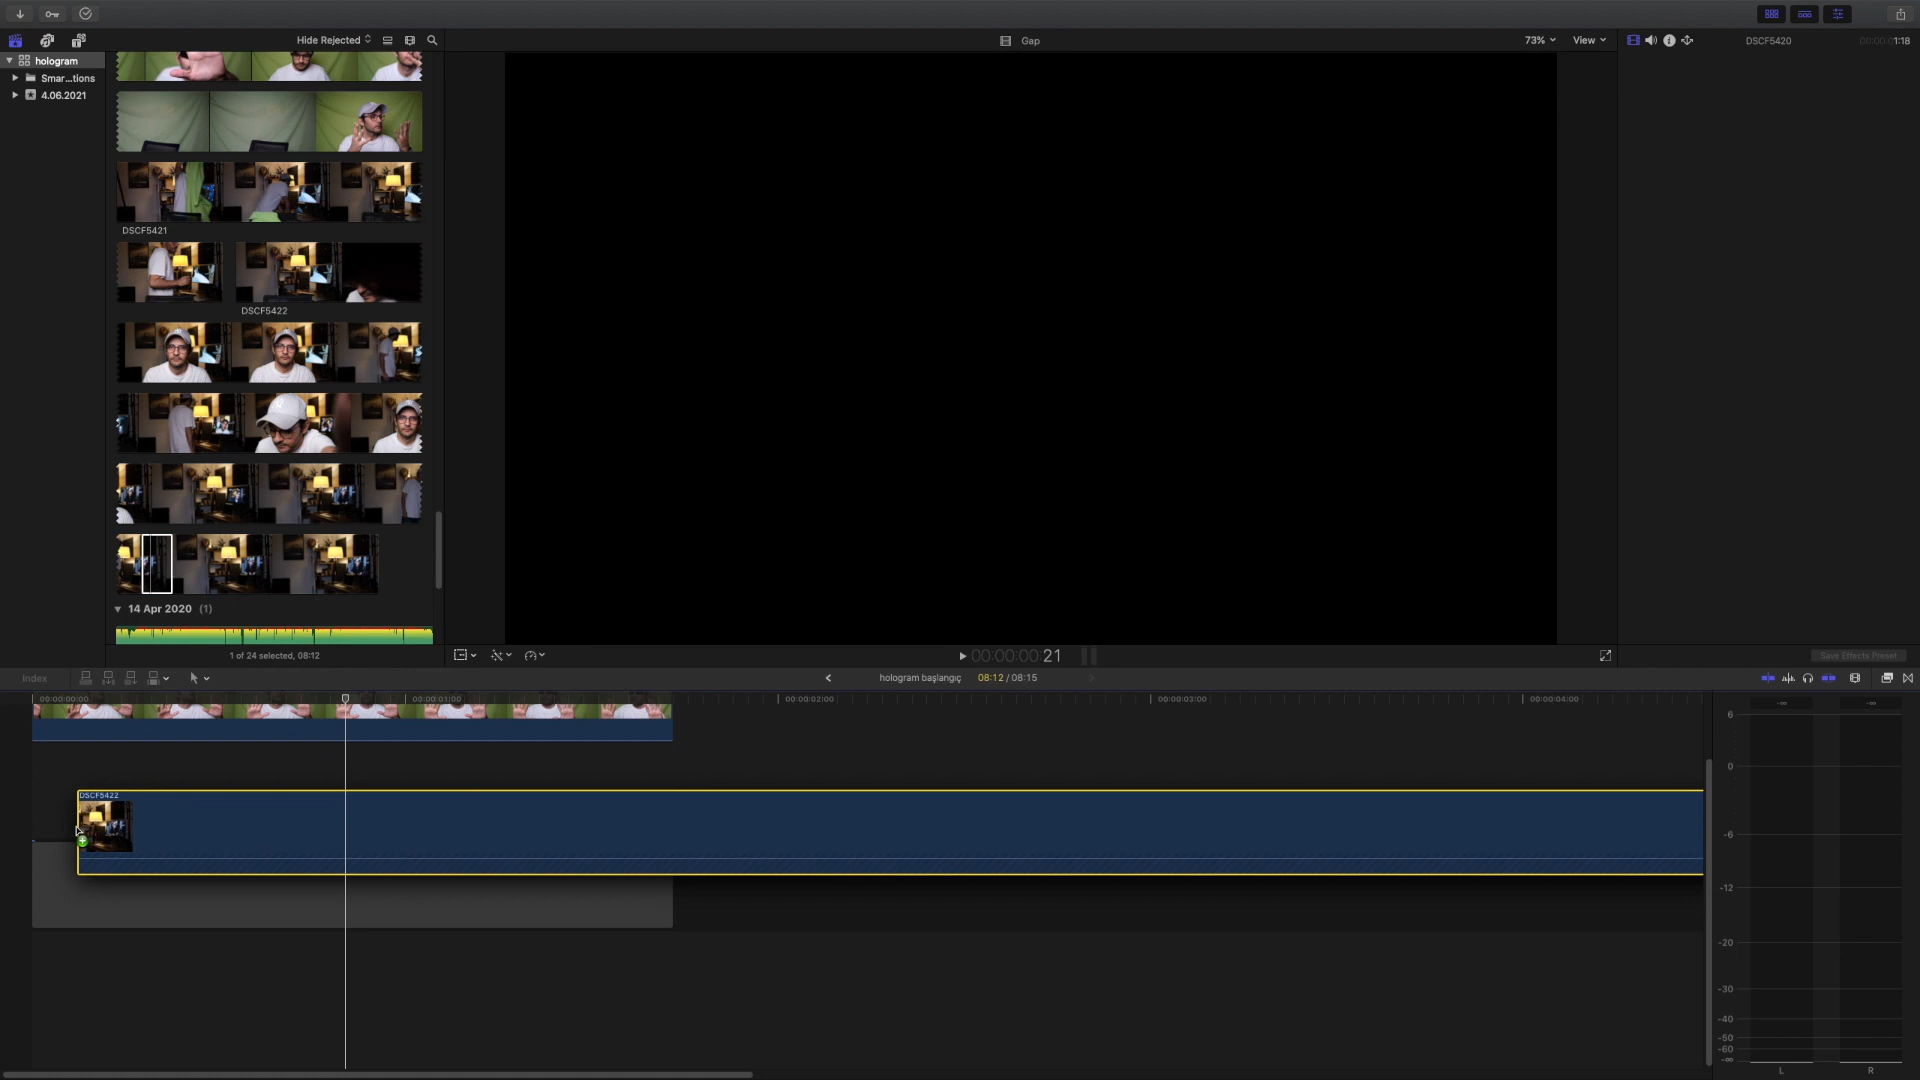 Hide Rejected
Gap
73%
View
DSCF5420
00:00:00 1:18
hologram
Smar...tions
4.06.2021
DSCF5421
DSCF5422
14 Apr 2020 (1)
1 of 24 selected, 08:12
00:00:00:00 21
Save Effects Preset
Index
hologram başlangıç
08:12 / 08:15
00:00:00:00
00:00:01:00
00:00:02:00
00:00:03:00
00:00:04:00
DSCF5422
-∞
-∞
6
0
-6
-12
-20
-30
-40
-50
-60
-∞
L
R